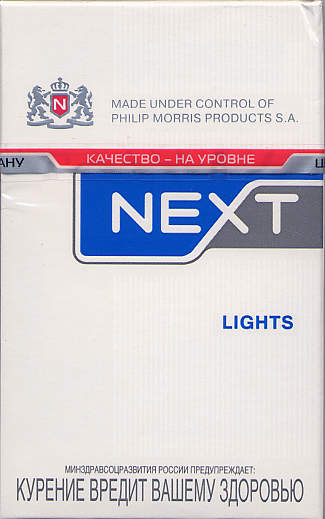 N
MADE UNDER CONTROL OF
PHILIP MORRIS PRODUCTS S.A.
КАЧЕСТВО – НА УРОВНЕ
NEXT
LIGHTS
МИНЗДРАВСОЦРАЗВИТИЯ РОССИИ ПРЕДУПРЕЖДАЕТ:
КУРЕНИЕ ВРЕДИТ ВАШЕМУ ЗДОРОВЬЮ